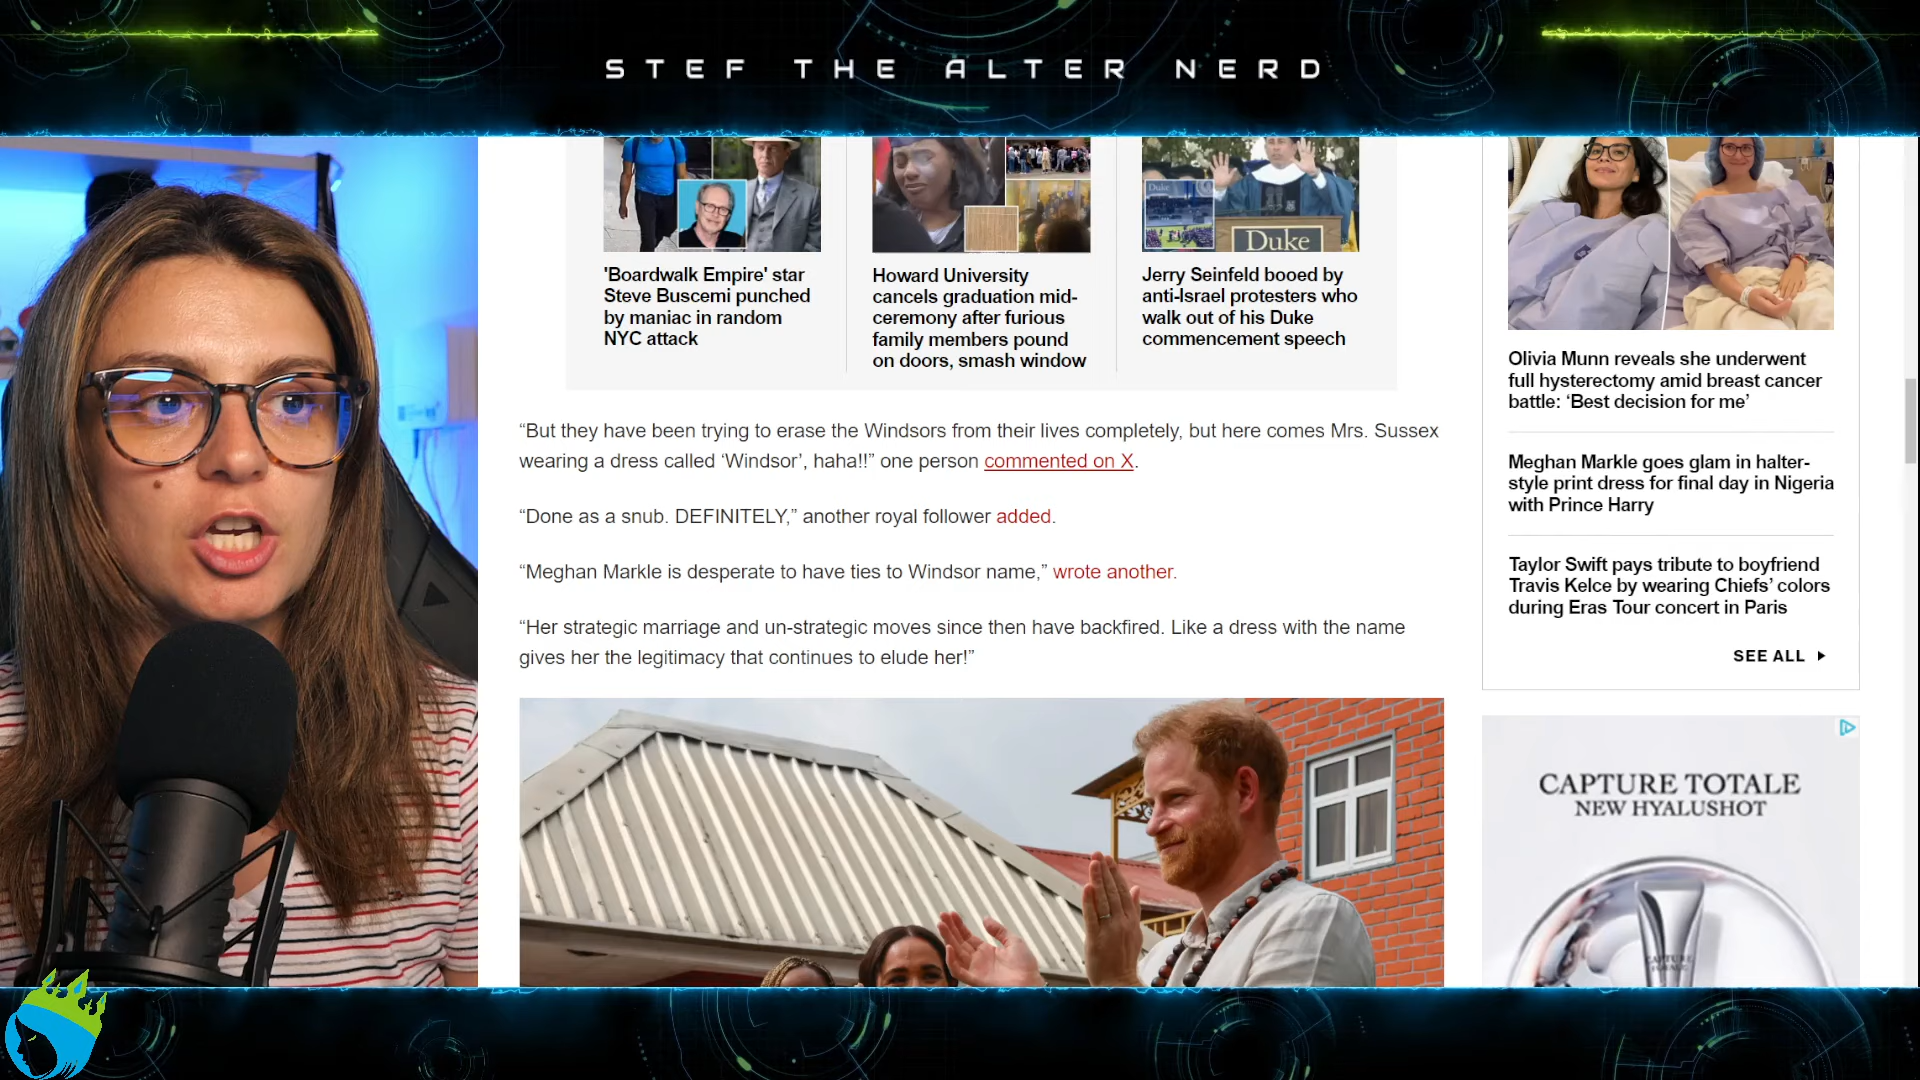 STEF THE ALTER NERD
Duke
Duke
'Boardwalk Empire' star
Steve Buscemi punched
by maniac in random
NYC attack
Howard University
cancels graduation mid-
ceremony after furious
family members pound
on doors, smash window
Jerry Seinfeld booed by
anti-Israel protesters who
walk out of his Duke
commencement speech
“But they have been trying to erase the Windsors from their lives completely, but here comes Mrs. Sussex
wearing a dress called ‘Windsor’, haha!!” one person commented on X.
“Done as a snub. DEFINITELY,” another royal follower added.
“Meghan Markle is desperate to have ties to Windsor name,” wrote another.
“Her strategic marriage and un-strategic moves since then have backfired. Like a dress with the name
gives her the legitimacy that continues to elude her!”
Olivia Munn reveals she underwent
full hysterectomy amid breast cancer
battle: ‘Best decision for me’
Meghan Markle goes glam in halter-
style print dress for final day in Nigeria
with Prince Harry
Taylor Swift pays tribute to boyfriend
Travis Kelce by wearing Chiefs’ colors
during Eras Tour concert in Paris
SEE ALL
CAPTURE TOTALE
NEW HYALUSHOT